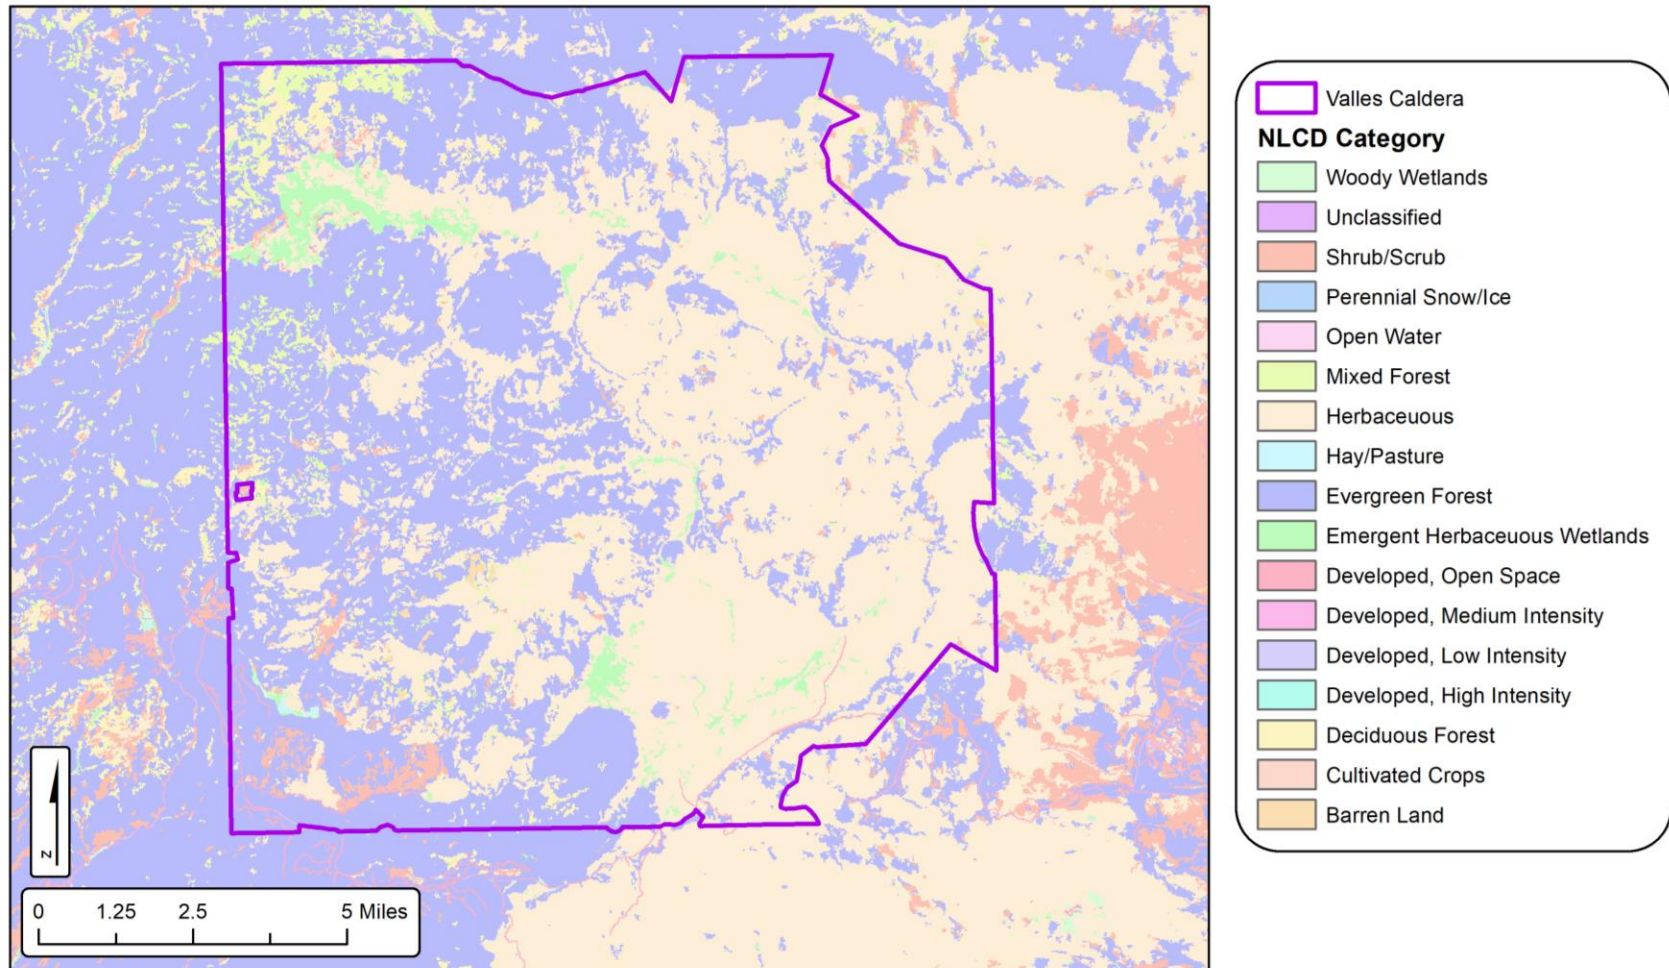 Valles Caldera
NLCD Category
Woody Wetlands
Unclassified
Shrub/Scrub
Perennial Snow/Ice
Open Water
Mixed Forest
Herbaceuous
Hay/Pasture
Evergreen Forest
Emergent Herbaceuous Wetlands
Developed, Open Space
Developed, Medium Intensity
Developed, Low Intensity
Developed, High Intensity
Deciduous Forest
Cultivated Crops
Barren Land
N
0 1.25 2.5 5 Miles